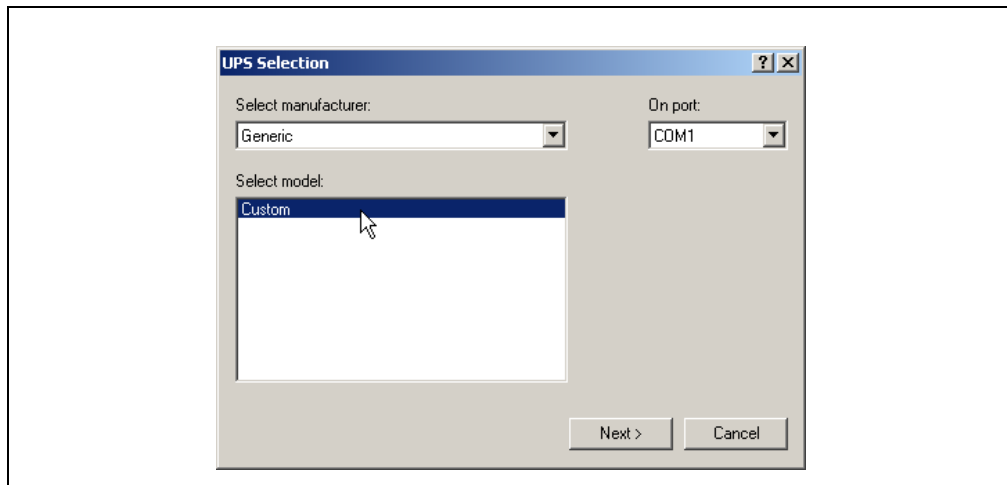 UPS Selection
Select manufacturer:
On port:
Generic
COM1
Select model:
Custom
Next >
Cancel